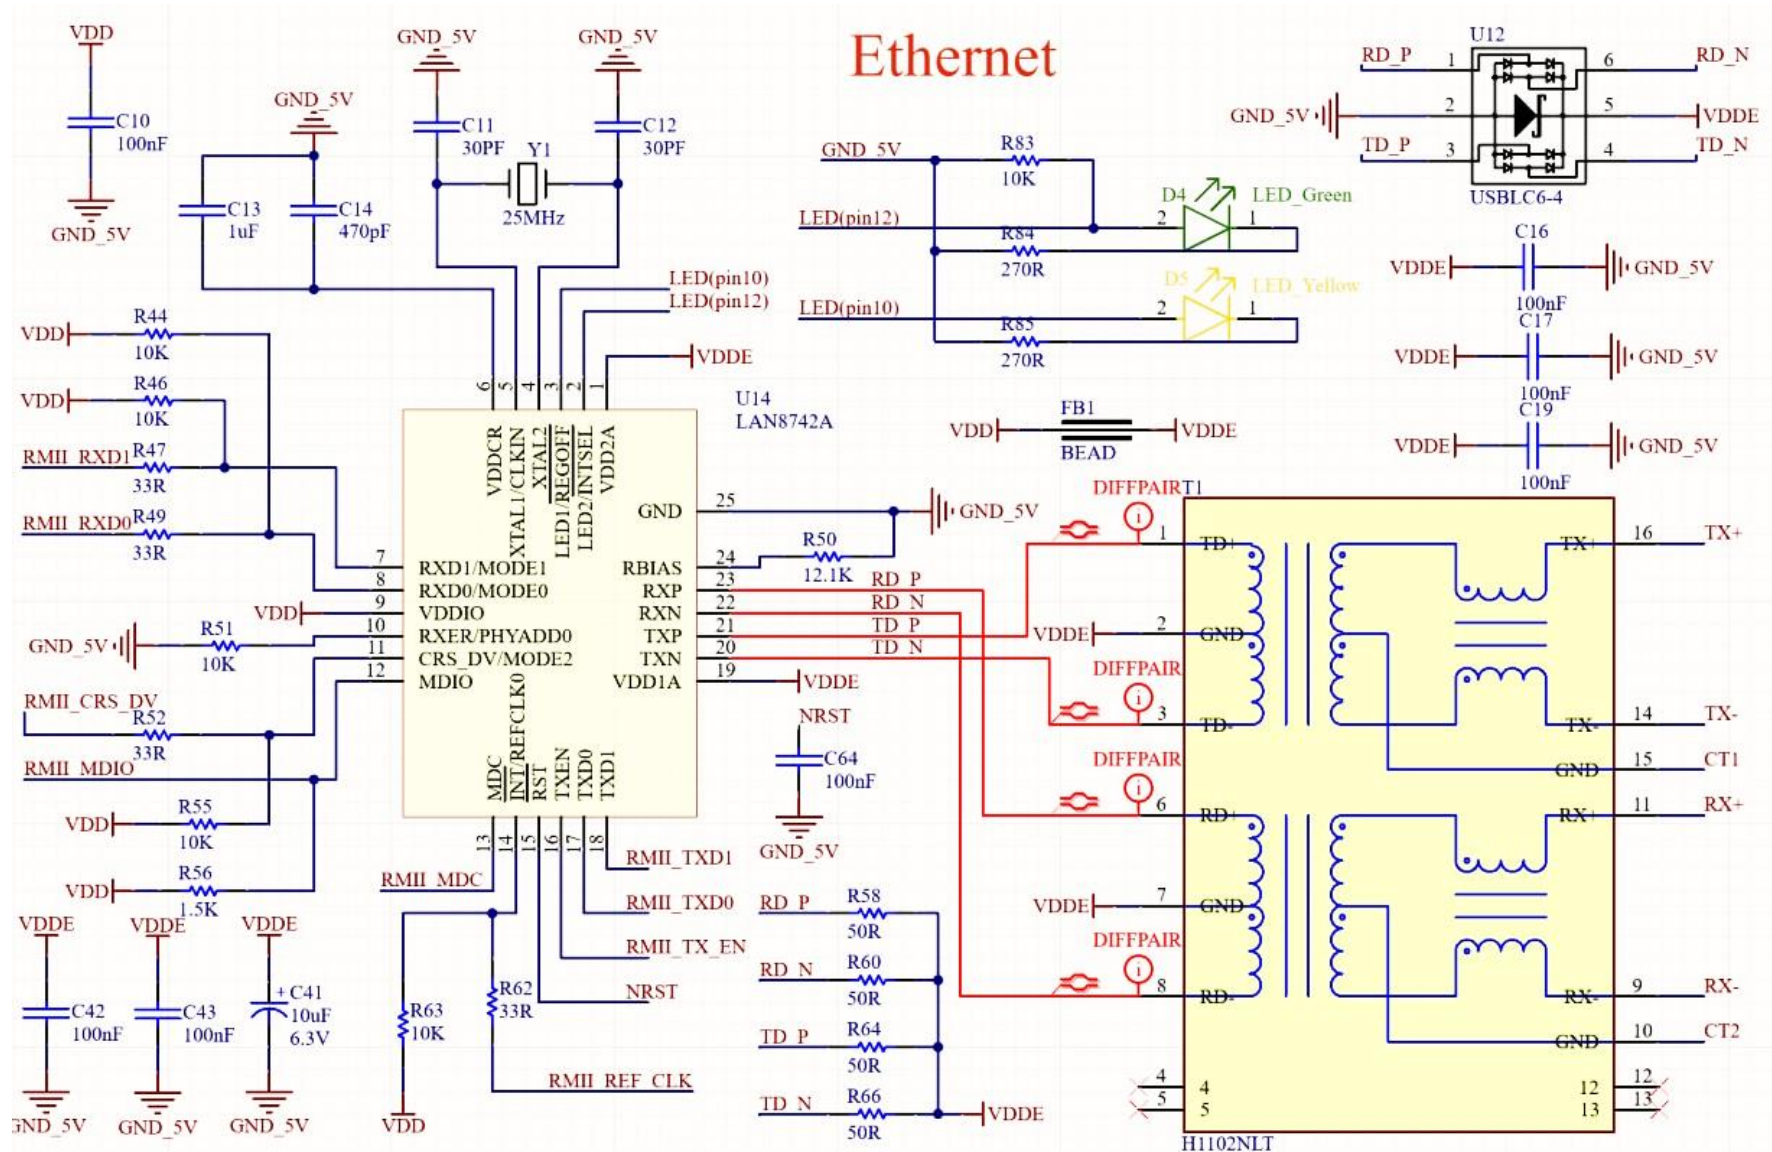 Ethernet
VDD
C10
100nF
GND_5V
GND_5V
C13
1uF
C14
470pF
GND_5V
C11
30PF
GND_5V
C12
30PF
Y1
25MHz
LED(pin10)
LED(pin12)
VDDE
GND_5V
R83
10K
LED(pin12)
D4
LED_Green
2
1
R84
270R
LED(pin10)
D5
LED_Yellow
2
1
R85
270R
U12
RD_P
1
6
RD_N
GND_5V
2
5
VDDE
TD_P
3
4
TD_N
USBLC6-4
VDDE
C16
100nF
GND_5V
VDDE
C17
100nF
GND_5V
VDDE
C19
100nF
GND_5V
VDD
FB1
BEAD
VDDE
VDD
R44
10K
VDD
R46
10K
RMII_RXD1
R47
33R
RMII_RXD0
R49
33R
VDD
GND_5V
R51
10K
RMII_CRS_DV
R52
33R
RMII_MDIO
VDD
R55
10K
VDD
R56
1.5K
U14
LAN8742A
6
5
4
3
2
1
VDDCR
XTAL1/CLKIN
XTAL2
LED1/REGOFF
LED2/INTSEL
VDD2A
7
RXD1/MODE1
8
RXD0/MODE0
9
VDDIO
10
RXER/PHYADD0
11
CRS_DV/MODE2
12
MDIO
GND
25
GND_5V
R50
12.1K
RBIAS
24
RXP
23
RD_P
RXN
22
RD_N
TXP
21
TD_P
TXN
20
TD_N
VDD1A
19
VDDE
MDC
INT/REFCLK0
RST
TXEN
TXD0
TXD1
13
14
15
16
17
18
RMII_MDC
RMII_TXD1
RMII_TXD0
RMII_TX_EN
NRST
R63
10K
R62
33R
VDD
RMII_REF_CLK
NRST
C64
100nF
GND_5V
VDDE
C42
100nF
GND_5V
VDDE
C43
100nF
GND_5V
VDDE
+
C41
10uF
6.3V
GND_5V
RD_P
R58
50R
RD_N
R60
50R
TD_P
R64
50R
TD_N
R66
50R
VDDE
DIFFPAIR
T1
i
1
TD+
TX+
16
TX+
VDDE
2
GND
DIFFPAIR
i
3
TD-
TX-
14
TX-
GND
15
CT1
DIFFPAIR
i
6
RD+
RX+
11
RX+
VDDE
7
GND
DIFFPAIR
i
8
RD-
RX-
9
RX-
GND
10
CT2
4
4
12
12
5
5
13
13
H1102NLT